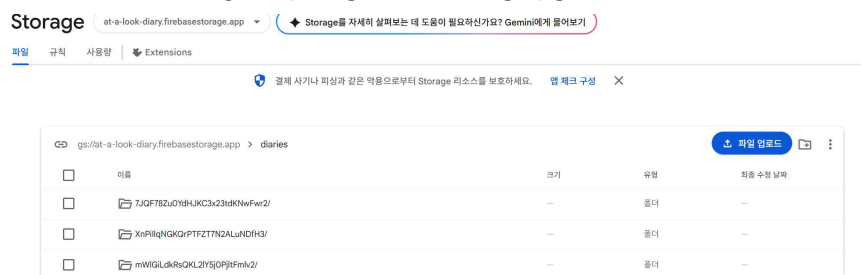 Storage at-a-look-diary.firebasestorage.app Storage를 자세히 살펴보는 데 도움이 필요하신가요? Gemini에게 물어보기
파일 규칙 사용량 Extensions
결제 사기나 피싱과 같은 악용으로부터 Storage 리소스를 보호하세요. 앱 체크 구성
gs://at-a-look-diary.firebasestorage.app > diaries 파일 업로드
이름 크기 유형 최종 수정 날짜
7JQF78Zu0YdHJKC3x23tdKNwFwr2/ — 폴더 —
XnPiIlqNGKQrPTFZT7N2ALuNDfH3/ — 폴더 —
mWlGiLdkRsQKL2lY5j0PjltFmlv2/ — 폴더 —